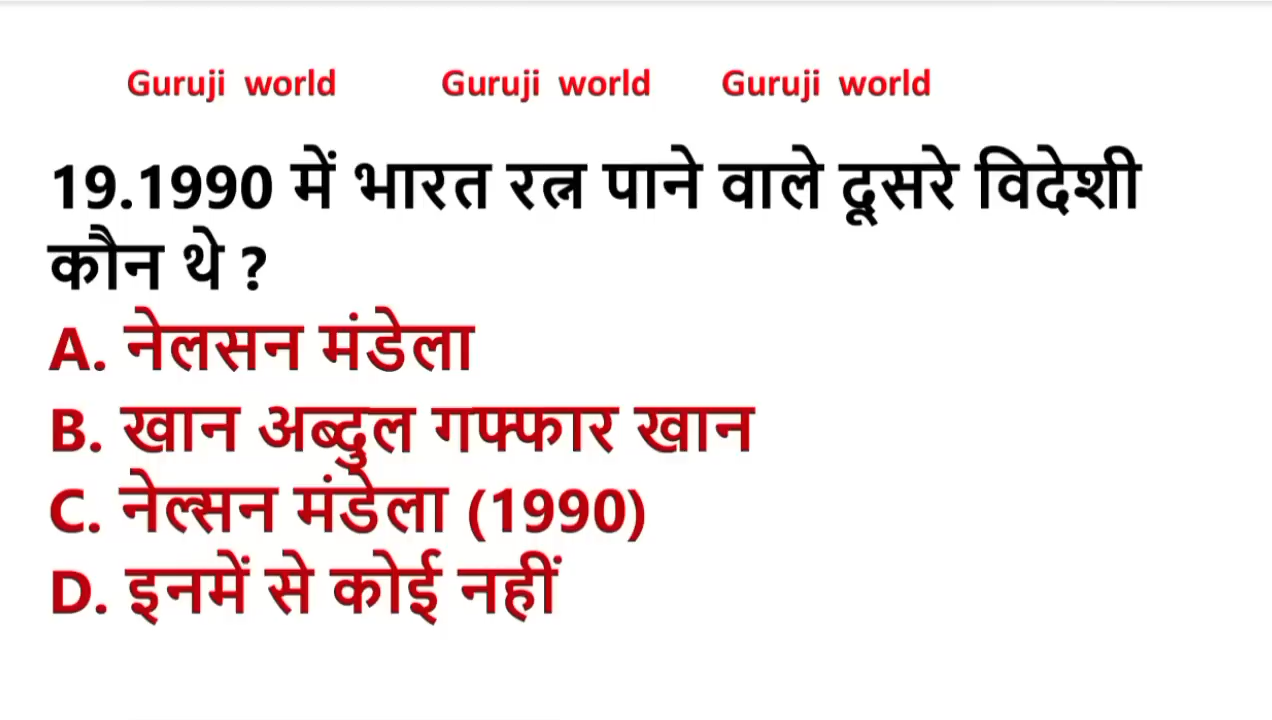 Guruji world Guruji world Guruji world
19.1990 में भारत रत्न पाने वाले दूसरे विदेशी
कौन थे ?
A. नेलसन मंडेला
B. खान अब्दुल गफ्फार खान
C. नेल्सन मंडेला (1990)
D. इनमें से कोई नहीं